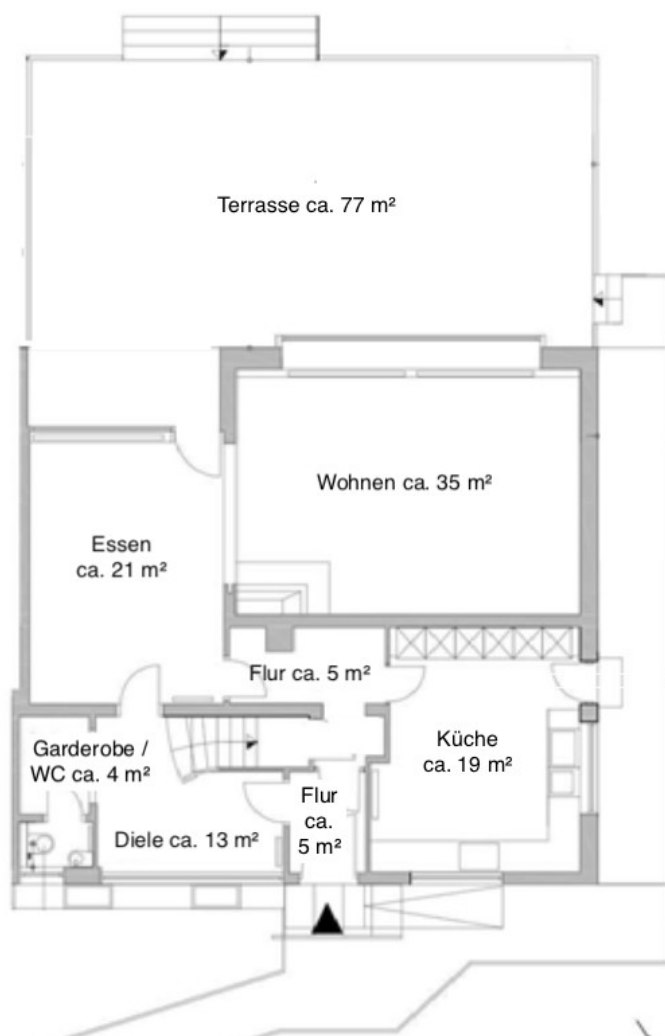 Terrasse ca. 77 m²
Wohnen ca. 35 m²
Essen
ca. 21 m²
Flur ca. 5 m²
Garderobe /
WC ca. 4 m²
Küche
ca. 19 m²
Flur
ca.
5 m²
Diele ca. 13 m²